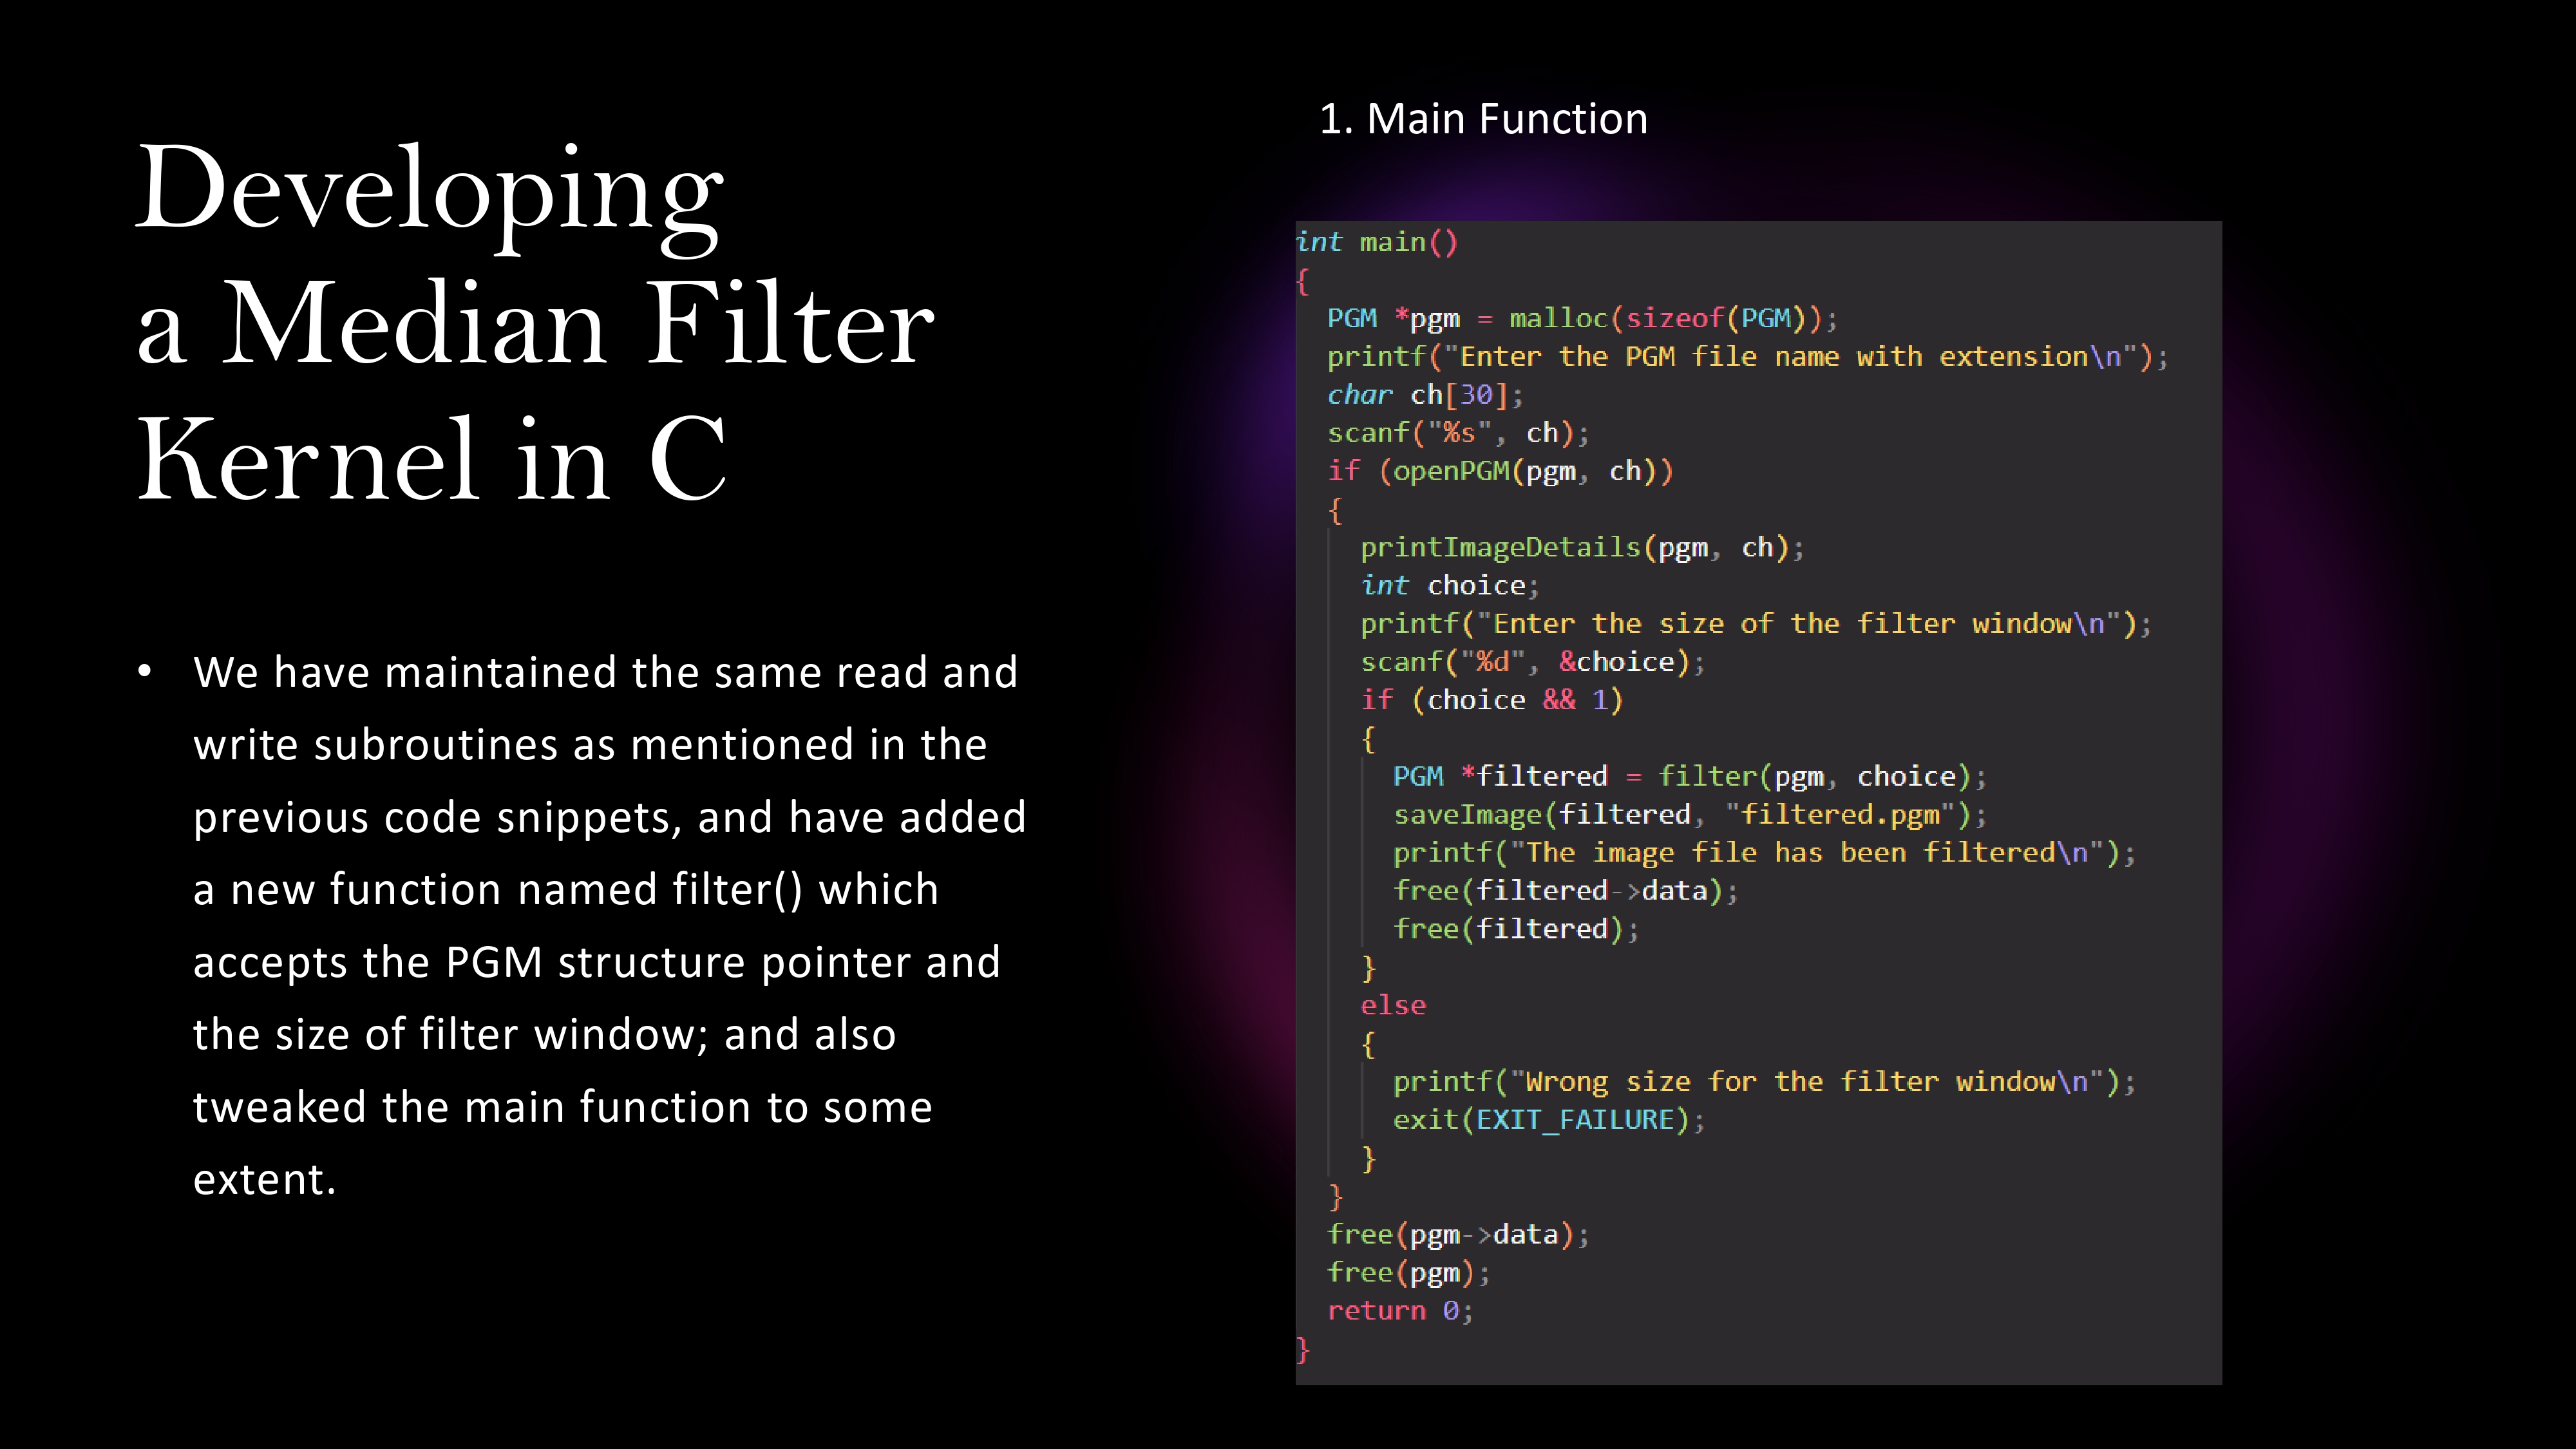 Developing
a Median Filter
Kernel in C
• We have maintained the same read and
write subroutines as mentioned in the
previous code snippets, and have added
a new function named filter() which
accepts the PGM structure pointer and
the size of filter window; and also
tweaked the main function to some
extent.
1. Main Function
int main()
{
  PGM *pgm = malloc(sizeof(PGM));
  printf("Enter the PGM file name with extension\n");
  char ch[30];
  scanf("%s", ch);
  if (openPGM(pgm, ch))
  {
    printImageDetails(pgm, ch);
    int choice;
    printf("Enter the size of the filter window\n");
    scanf("%d", &choice);
    if (choice && 1)
    {
      PGM *filtered = filter(pgm, choice);
      saveImage(filtered, "filtered.pgm");
      printf("The image file has been filtered\n");
      free(filtered->data);
      free(filtered);
    }
    else
    {
      printf("Wrong size for the filter window\n");
      exit(EXIT_FAILURE);
    }
  }
  free(pgm->data);
  free(pgm);
  return 0;
}